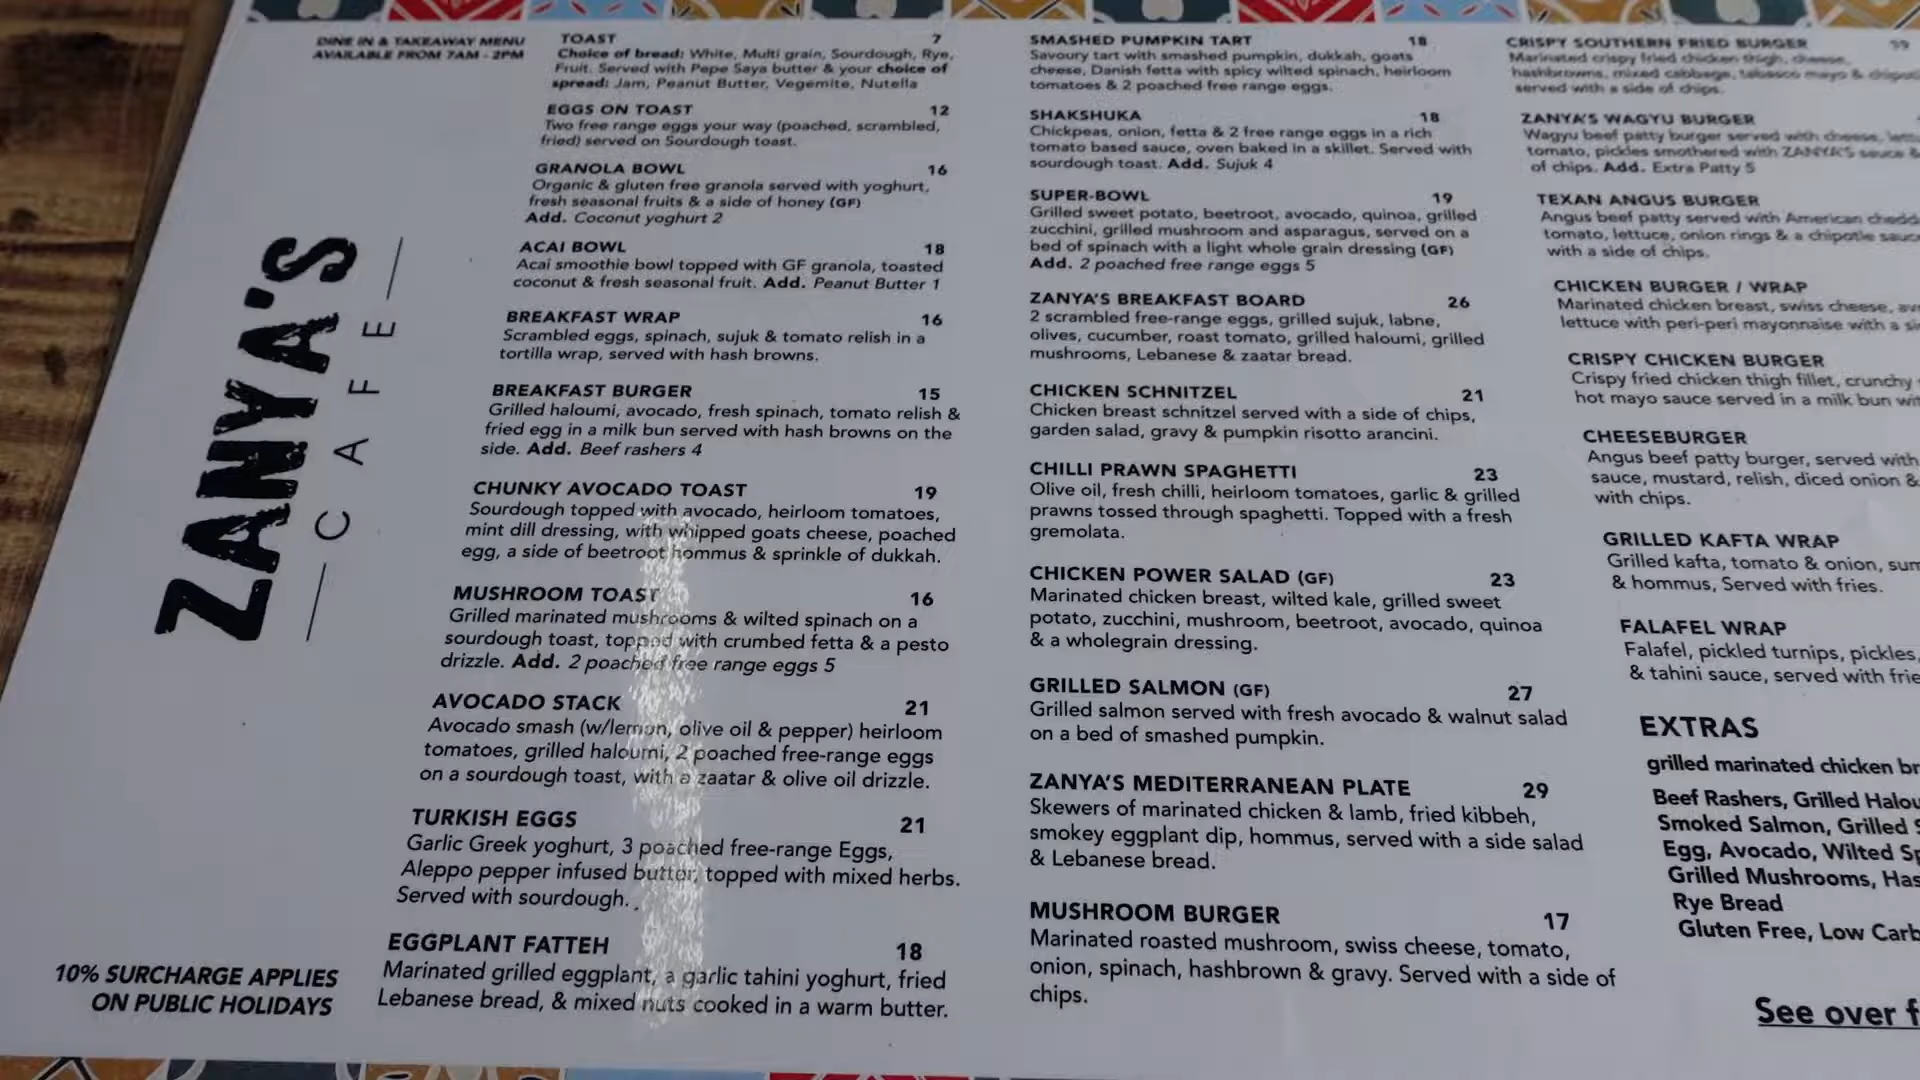 DINE IN & TAKEAWAY MENU
AVAILABLE FROM 7AM - 2PM
ZANYA'S
CAFE
10% SURCHARGE APPLIES
ON PUBLIC HOLIDAYS
TOAST 7
Choice of bread: White, Multi grain, Sourdough, Rye,
Fruit. Served with Pepe Saya butter & your choice of
spread: Jam, Peanut Butter, Vegemite, Nutella
EGGS ON TOAST 12
Two free range eggs your way (poached, scrambled,
fried) served on Sourdough toast.
GRANOLA BOWL 16
Organic & gluten free granola served with yoghurt,
fresh seasonal fruits & a side of honey (GF)
Add. Coconut yoghurt 2
ACAI BOWL 18
Acai smoothie bowl topped with GF granola, toasted
coconut & fresh seasonal fruit. Add. Peanut Butter 1
BREAKFAST WRAP 16
Scrambled eggs, spinach, sujuk & tomato relish in a
tortilla wrap, served with hash browns.
BREAKFAST BURGER 15
Grilled haloumi, avocado, fresh spinach, tomato relish &
fried egg in a milk bun served with hash browns on the
side. Add. Beef rashers 4
CHUNKY AVOCADO TOAST 19
Sourdough topped with avocado, heirloom tomatoes,
mint dill dressing, with whipped goats cheese, poached
egg, a side of beetroot hommus & sprinkle of dukkah.
MUSHROOM TOAST 16
Grilled marinated mushrooms & wilted spinach on a
sourdough toast, topped with crumbed fetta & a pesto
drizzle. Add. 2 poached free range eggs 5
AVOCADO STACK 21
Avocado smash (w/lemon, olive oil & pepper) heirloom
tomatoes, grilled haloumi, 2 poached free-range eggs
on a sourdough toast, with a zaatar & olive oil drizzle.
TURKISH EGGS 21
Garlic Greek yoghurt, 3 poached free-range Eggs,
Aleppo pepper infused butter, topped with mixed herbs.
Served with sourdough.
EGGPLANT FATTEH 18
Marinated grilled eggplant, a garlic tahini yoghurt, fried
Lebanese bread, & mixed nuts cooked in a warm butter.
SMASHED PUMPKIN TART 18
Savoury tart with smashed pumpkin, dukkah, goats
cheese, Danish fetta with spicy wilted spinach, heirloom
tomatoes & 2 poached free range eggs.
SHAKSHUKA 18
Chickpeas, onion, fetta & 2 free range eggs in a rich
tomato based sauce, oven baked in a skillet. Served with
sourdough toast. Add. Sujuk 4
SUPER-BOWL 19
Grilled sweet potato, beetroot, avocado, quinoa, grilled
zucchini, grilled mushroom and asparagus, served on a
bed of spinach with a light whole grain dressing (GF)
Add. 2 poached free range eggs 5
ZANYA'S BREAKFAST BOARD 26
2 scrambled free-range eggs, grilled sujuk, labne,
olives, cucumber, roast tomato, grilled haloumi, grilled
mushrooms, Lebanese & zaatar bread.
CHICKEN SCHNITZEL 21
Chicken breast schnitzel served with a side of chips,
garden salad, gravy & pumpkin risotto arancini.
CHILLI PRAWN SPAGHETTI 23
Olive oil, fresh chilli, heirloom tomatoes, garlic & grilled
prawns tossed through spaghetti. Topped with a fresh
gremolata.
CHICKEN POWER SALAD (GF) 23
Marinated chicken breast, wilted kale, grilled sweet
potato, zucchini, mushroom, beetroot, avocado, quinoa
& a wholegrain dressing.
GRILLED SALMON (GF) 27
Grilled salmon served with fresh avocado & walnut salad
on a bed of smashed pumpkin.
ZANYA'S MEDITERRANEAN PLATE 29
Skewers of marinated chicken & lamb, fried kibbeh,
smokey eggplant dip, hommus, served with a side salad
& Lebanese bread.
MUSHROOM BURGER 17
Marinated roasted mushroom, swiss cheese, tomato,
onion, spinach, hashbrown & gravy. Served with a side of
chips.
CRISPY SOUTHERN FRIED BURGER
Marinated crispy fried chicken thigh, cheese,
hashbrowns, mixed cabbage, tabasco mayo &
served with a side of chips.
ZANYA'S WAGYU BURGER
Wagyu beef patty burger served with cheese,
tomato, pickles smothered with ZANYA'S sauce &
of chips. Add. Extra Patty 5
TEXAN ANGUS BURGER
Angus beef patty served with American
tomato, lettuce, onion rings & a chipotle
with a side of chips.
CHICKEN BURGER / WRAP
Marinated chicken breast, swiss cheese,
lettuce with peri-peri mayonnaise with a
CRISPY CHICKEN BURGER
Crispy fried chicken thigh fillet, crunchy
hot mayo sauce served in a milk bun
CHEESEBURGER
Angus beef patty burger, served with
sauce, mustard, relish, diced onion &
with chips.
GRILLED KAFTA WRAP
Grilled kafta, tomato & onion,
& hommus, Served with fries.
FALAFEL WRAP
Falafel, pickled turnips, pickles,
& tahini sauce, served with
EXTRAS
grilled marinated chicken
Beef Rashers, Grilled
Smoked Salmon, Grilled
Egg, Avocado, Wilted
Grilled Mushrooms,
Rye Bread
Gluten Free, Low Carb
See over